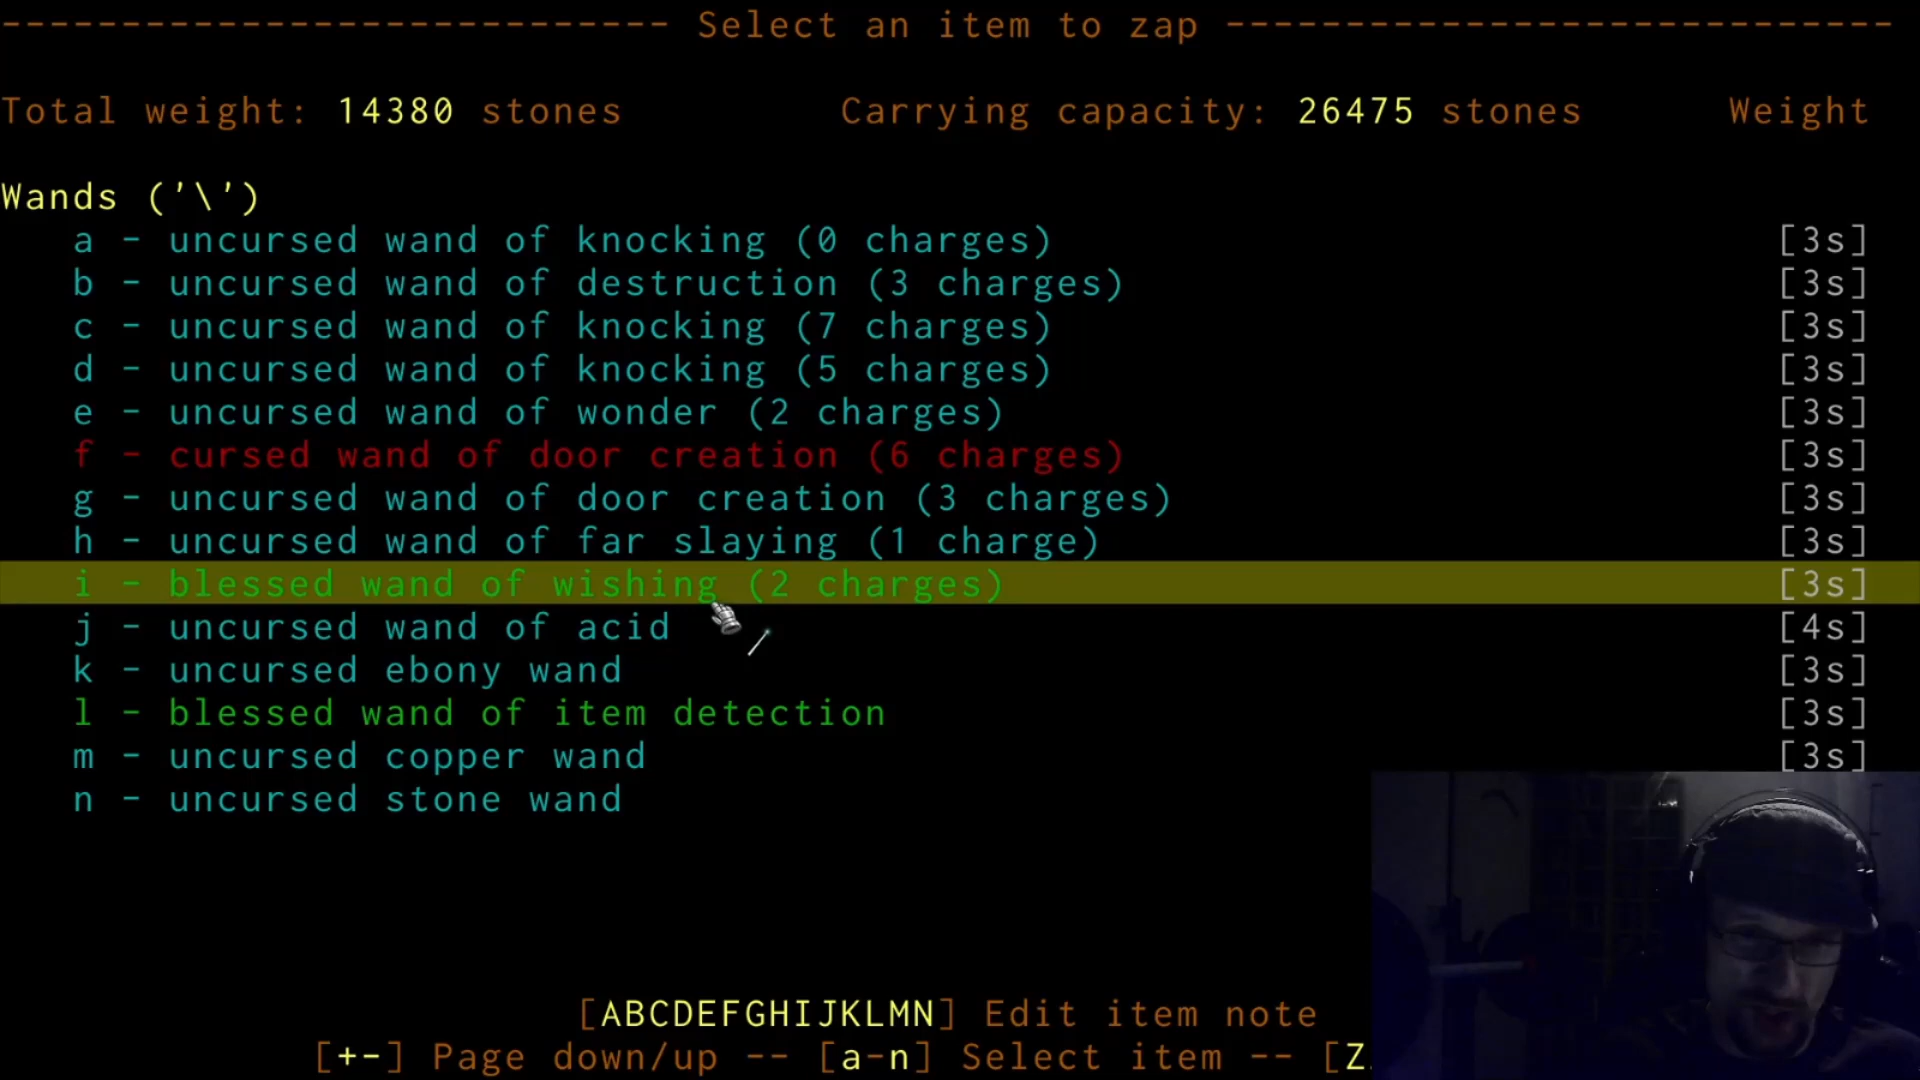 ---------------------------- Select an item to zap ----------------------------
Total weight: 14380 stones Carrying capacity: 26475 stones Weight
Wands ('\')
a - uncursed wand of knocking (0 charges) [3s]
b - uncursed wand of destruction (3 charges) [3s]
c - uncursed wand of knocking (7 charges) [3s]
d - uncursed wand of knocking (5 charges) [3s]
e - uncursed wand of wonder (2 charges) [3s]
f - cursed wand of door creation (6 charges) [3s]
g - uncursed wand of door creation (3 charges) [3s]
h - uncursed wand of far slaying (1 charge) [3s]
i - blessed wand of wishing (2 charges) [3s]
j - uncursed wand of acid [4s]
k - uncursed ebony wand [3s]
l - blessed wand of item detection [3s]
m - uncursed copper wand [3s]
n - uncursed stone wand
[ABCDEFGHIJKLMN] Edit item note
[+-] Page down/up -- [a-n] Select item -- [Z